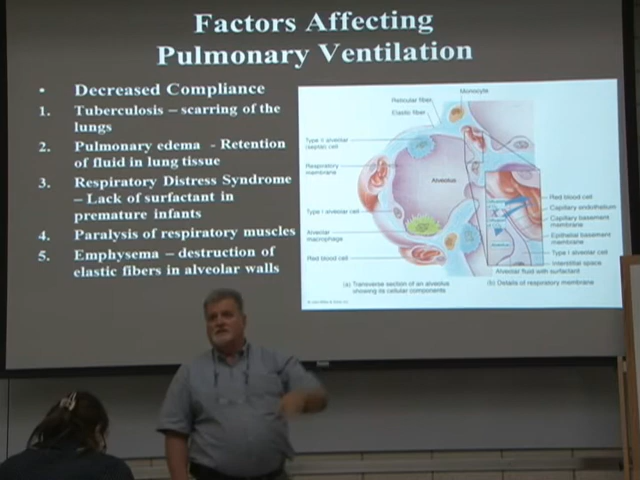 Factors Affecting
Pulmonary Ventilation
• Decreased Compliance
1. Tuberculosis – scarring of the
lungs
2. Pulmonary edema - Retention
of fluid in lung tissue
3. Respiratory Distress Syndrome
– Lack of surfactant in
premature infants
4. Paralysis of respiratory muscles
5. Emphysema – destruction of
elastic fibers in alveolar walls
Monocyte
Reticular fiber
Elastic fiber
Type II alveolar
(septal) cell
Respiratory
membrane
Alveolus
Type I alveolar cell
Alveolar
macrophage
Red blood cell
Red blood cell
Capillary endothelium
Capillary basement
membrane
Epithelial basement
membrane
Type I alveolar cell
Interstitial space
Alveolar fluid with surfactant
(a) Transverse section of an alveolus
showing its cellular components
(b) Details of respiratory membrane